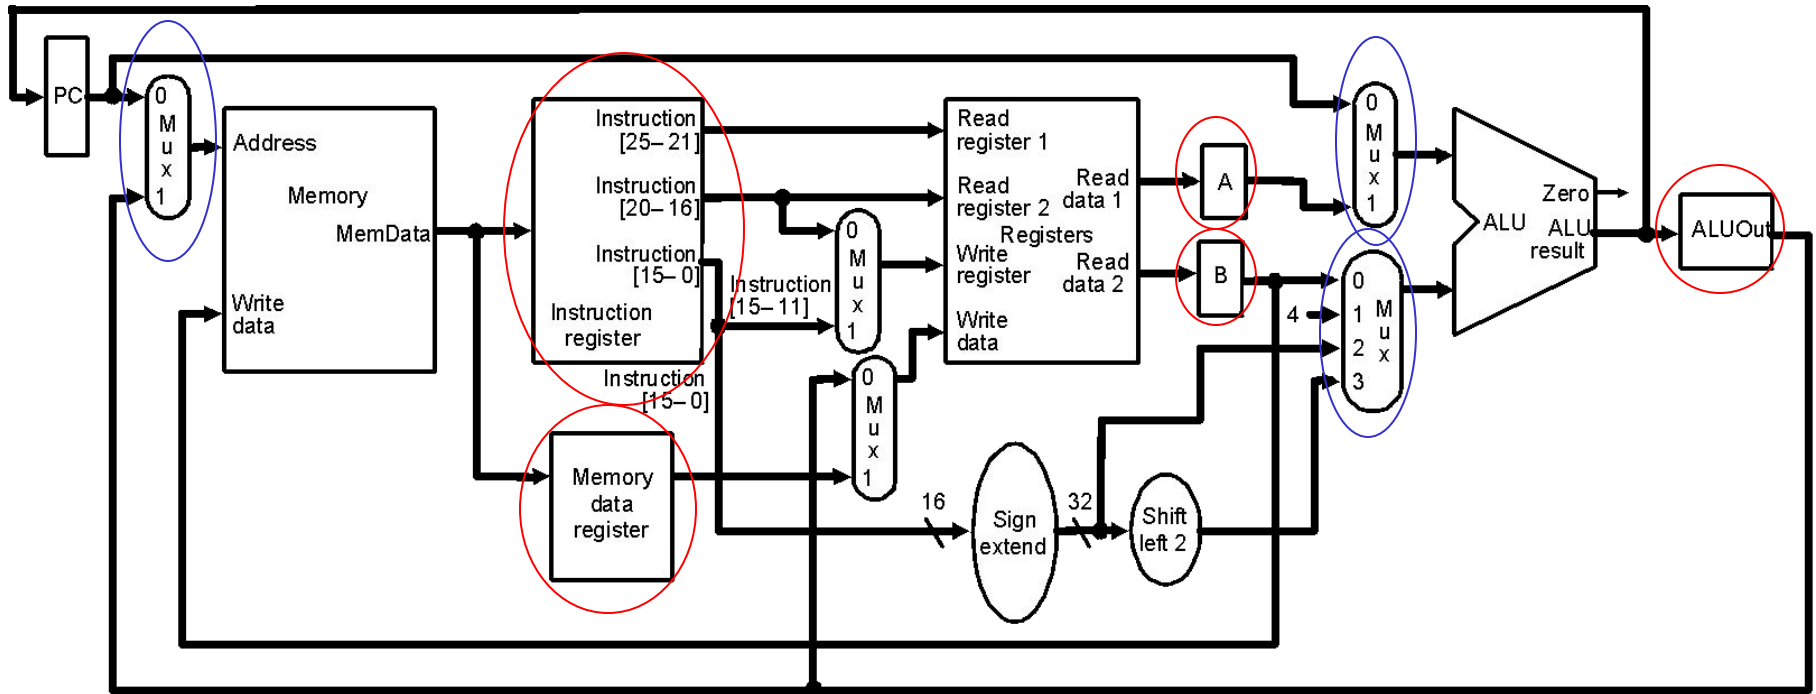 PC
0
M
u
x
1
Address
Memory
MemData
Write
data
Instruction
[25–21]
Instruction
[20–16]
Instruction
[15–0]
Instruction
register
Instruction
[15–11]
Instruction
[15–0]
Memory
data
register
0
M
u
x
1
0
M
u
x
1
Read
register 1
Read
register 2
Registers
Write
register
Write
data
Read
data 1
Read
data 2
16
Sign
extend
32
Shift
left 2
A
B
4
0
M
u
x
1
0
1
2
3
M
u
x
Zero
ALU
ALU
result
ALUOut